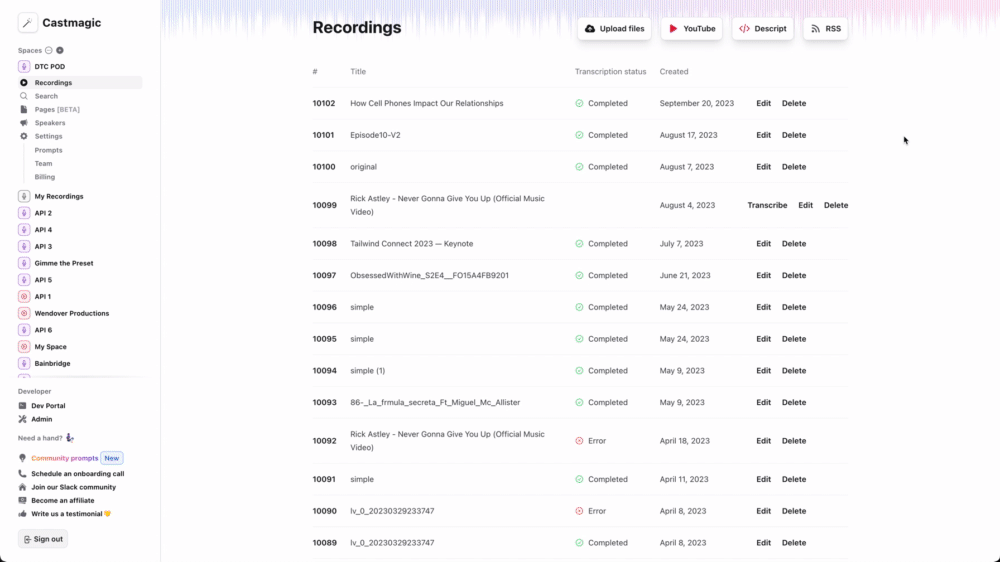 Castmagic
Spaces
DTC POD
Recordings
Search
Pages [BETA]
Speakers
Settings
Prompts
Team
Billing
My Recordings
API 2
API 4
API 3
Gimme the Preset
API 5
API 1
Wendover Productions
API 6
My Space
Bainbridge
Developer
Dev Portal
Admin
Need a hand?
Community prompts New
Schedule an onboarding call
Join our Slack community
Become an affiliate
Write us a testimonial 💛
Sign out
Recordings
Upload files YouTube Descript RSS
# Title Transcription status Created
10102 How Cell Phones Impact Our Relationships Completed September 20, 2023 Edit Delete
10101 Episode10-V2 Completed August 17, 2023 Edit Delete
10100 original Completed August 7, 2023 Edit Delete
10099 Rick Astley - Never Gonna Give You Up (Official Music
Video) August 4, 2023 Transcribe Edit Delete
10098 Tailwind Connect 2023 — Keynote Completed July 7, 2023 Edit Delete
10097 ObsessedWithWine_S2E4__FO15A4FB9201 Completed June 21, 2023 Edit Delete
10096 simple Completed May 24, 2023 Edit Delete
10095 simple Completed May 24, 2023 Edit Delete
10094 simple (1) Completed May 9, 2023 Edit Delete
10093 86-_La_frmula_secreta_Ft_Miguel_Mc_Allister Completed May 9, 2023 Edit Delete
10092 Rick Astley - Never Gonna Give You Up (Official Music
Video) Error April 18, 2023 Edit Delete
10091 simple Completed April 11, 2023 Edit Delete
10090 lv_0_20230329233747 Error April 8, 2023 Edit Delete
10089 lv_0_20230329233747 Completed April 8, 2023 Edit Delete